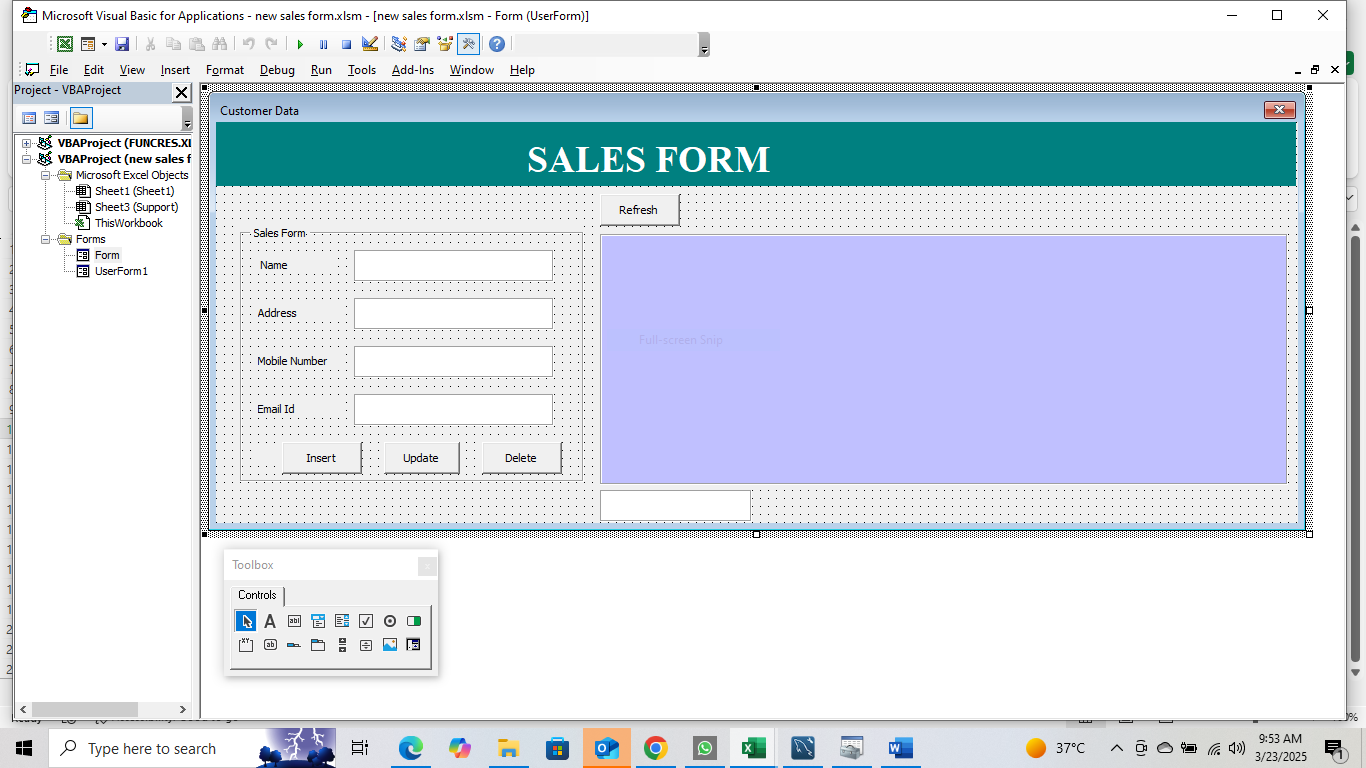 Microsoft Visual Basic for Applications - new sales form.xlsm - [new sales form.xlsm - Form (UserForm)]
File Edit View Insert Format Debug Run Tools Add-Ins Window Help
Project - VBAProject
VBAProject (FUNCRES.XL
VBAProject (new sales f
Microsoft Excel Objects
Sheet1 (Sheet1)
Sheet3 (Support)
ThisWorkbook
Forms
Form
UserForm1
Customer Data
SALES FORM
Refresh
Sales Form
Name
Address
Mobile Number
Email Id
Insert Update Delete
Full-screen Snip
Toolbox
Controls
Type here to search
37°C
9:53 AM
3/23/2025
1